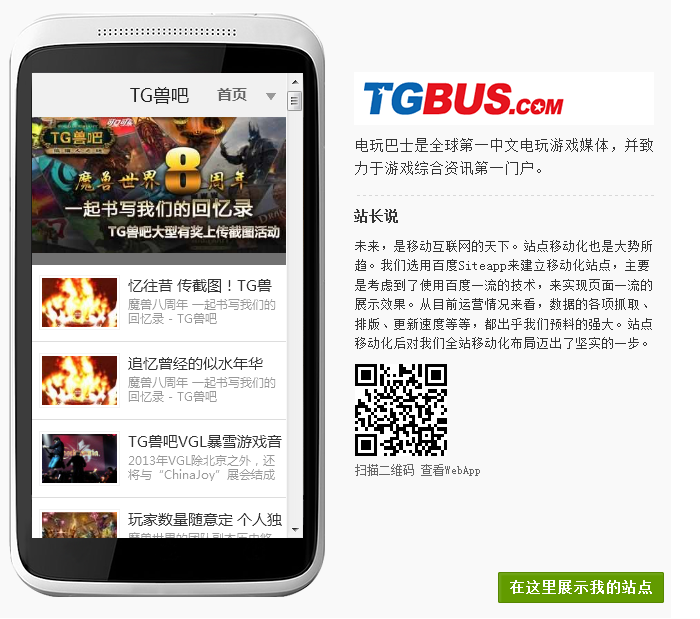 TG兽吧 首页
TG兽吧
魔兽世界8周年
一起书写我们的回忆录
TG兽吧大型有奖上传截图活动
忆往昔 传截图！TG兽
魔兽八周年 一起书写我们的
回忆录 - TG兽吧
追忆曾经的似水年华
魔兽八周年 一起书写我们的
回忆录 - TG兽吧
TG兽吧VGL暴雪游戏音
2013年VGL除北京之外，还
将与“ChinaJoy”展会结成
玩家数量随意定 个人独
TGBUS.COM
电玩巴士是全球第一中文电玩游戏媒体，并致
力于游戏综合资讯第一门户。
站长说
未来，是移动互联网的天下。站点移动化也是大势所
趋。我们选用百度Siteapp来建立移动化站点，主要
是考虑到了使用百度一流的技术，来实现页面一流的
展示效果。从目前运营情况来看，数据的各项抓取、
排版、更新速度等等，都出乎我们预料的强大。站点
移动化后对我们全站移动化布局迈出了坚实的一步。
扫描二维码 查看WebApp
在这里展示我的站点